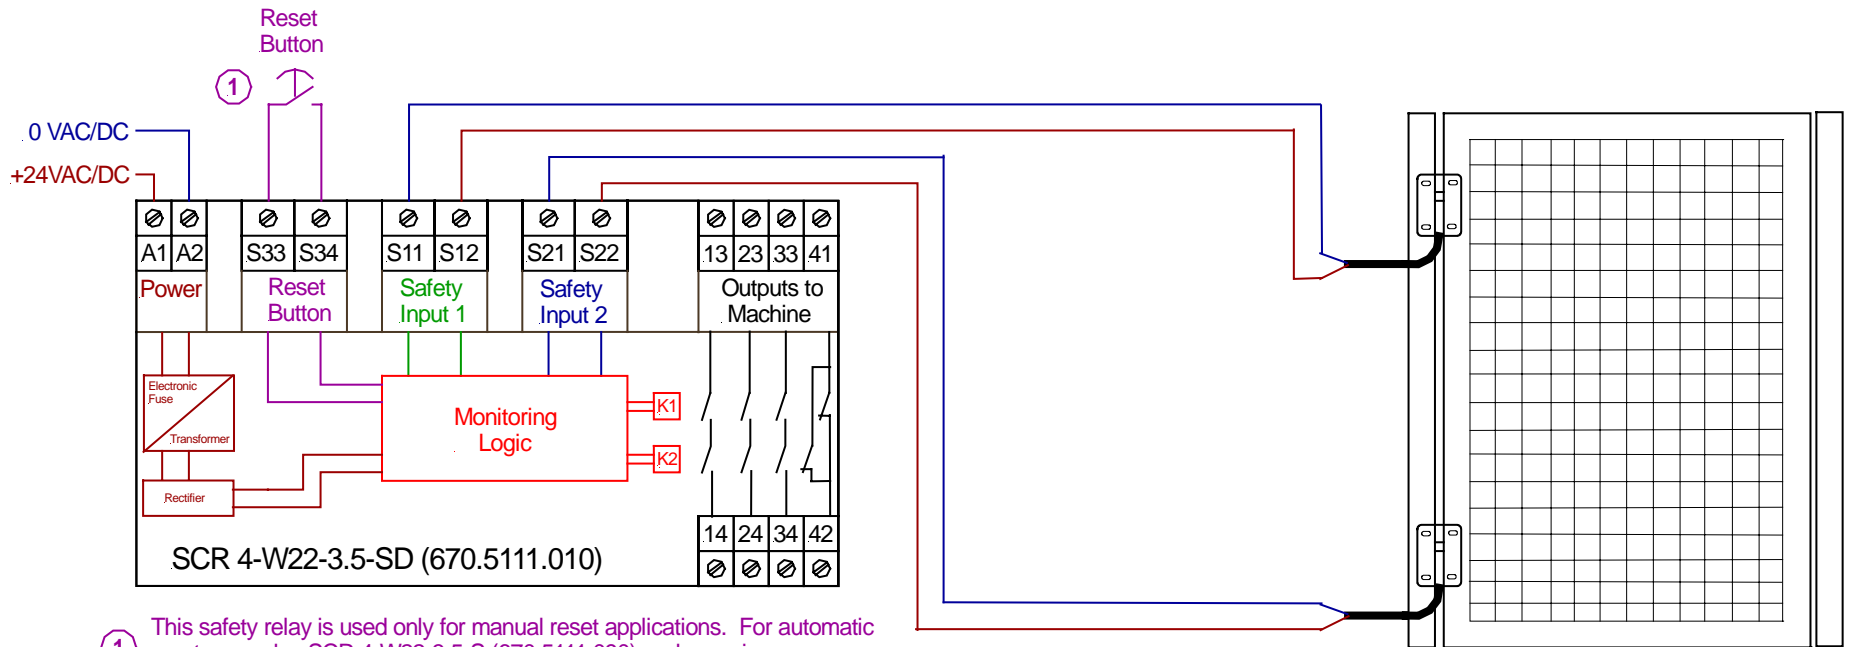 Reset
Button
1
0 VAC/DC
+24VAC/DC
A1 A2 S33 S34 S11 S12 S21 S22 13 23 33 41
Power
Reset
Button
Safety
Input 1
Safety
Input 2
Outputs to
Machine
Electronic
Fuse
Transformer
Rectifier
Monitoring
Logic
K1
K2
14 24 34 42
SCR 4-W22-3.5-SD (670.5111.010)
1
This safety relay is used only for manual reset applications. For automatic